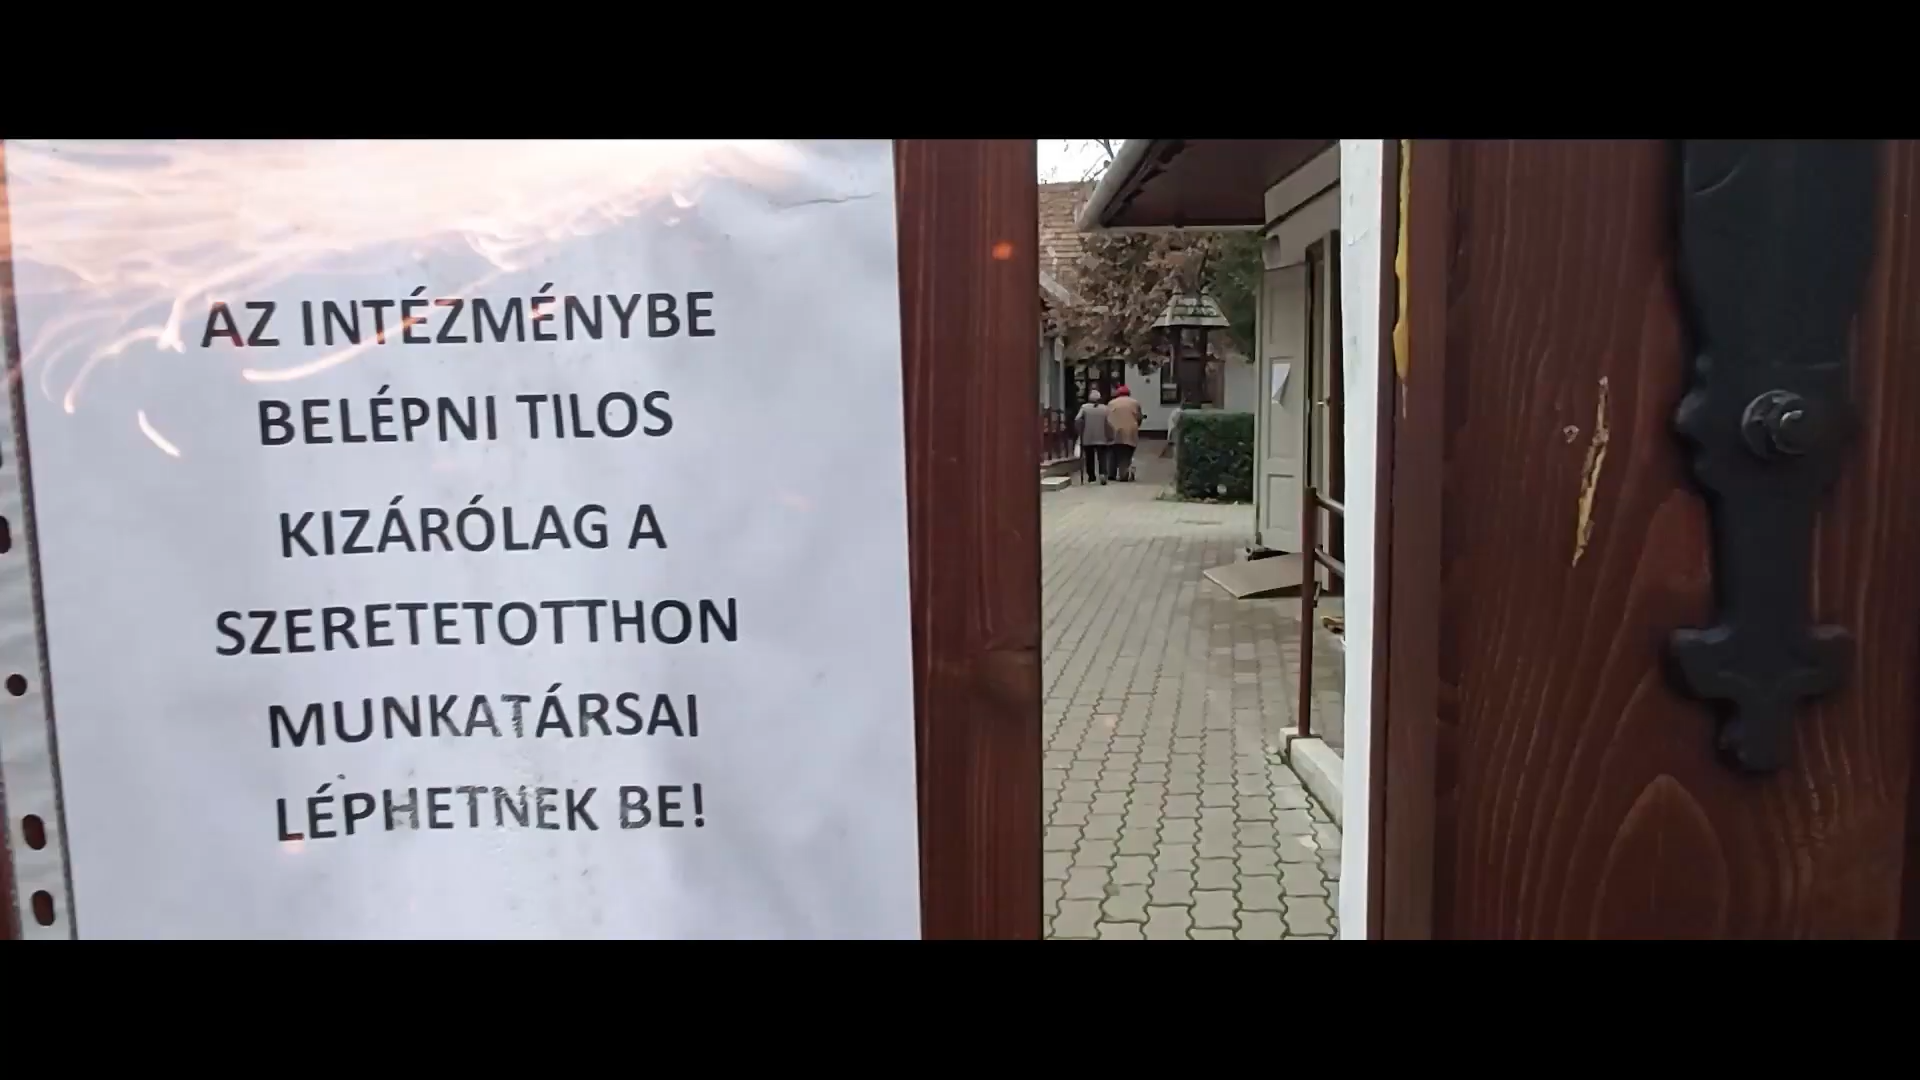 AZ INTÉZMÉNYBE
BELÉPNI TILOS
KIZÁRÓLAG A
SZERETETOTTHON
MUNKATÁRSAI
LÉPHETNEK BE!